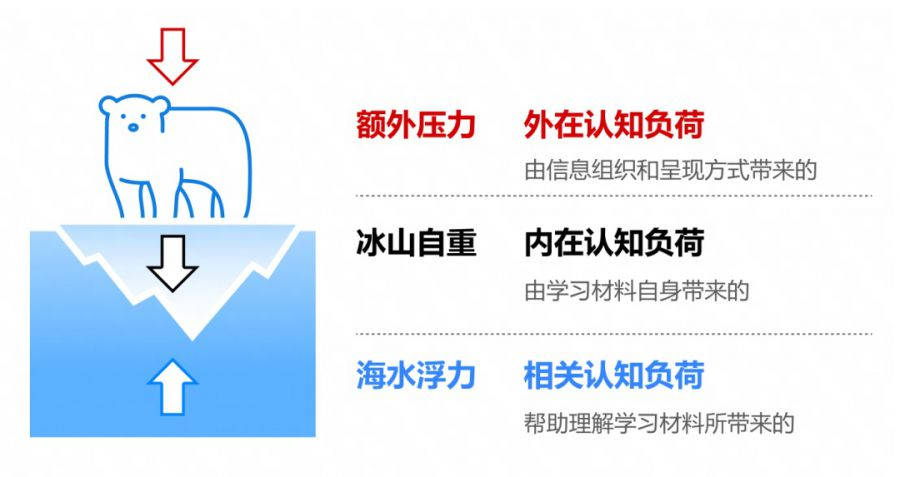 额外压力 外在认知负荷
由信息组织和呈现方式带来的
冰山自重 内在认知负荷
由学习材料自身带来的
海水浮力 相关认知负荷
帮助理解学习材料所带来的